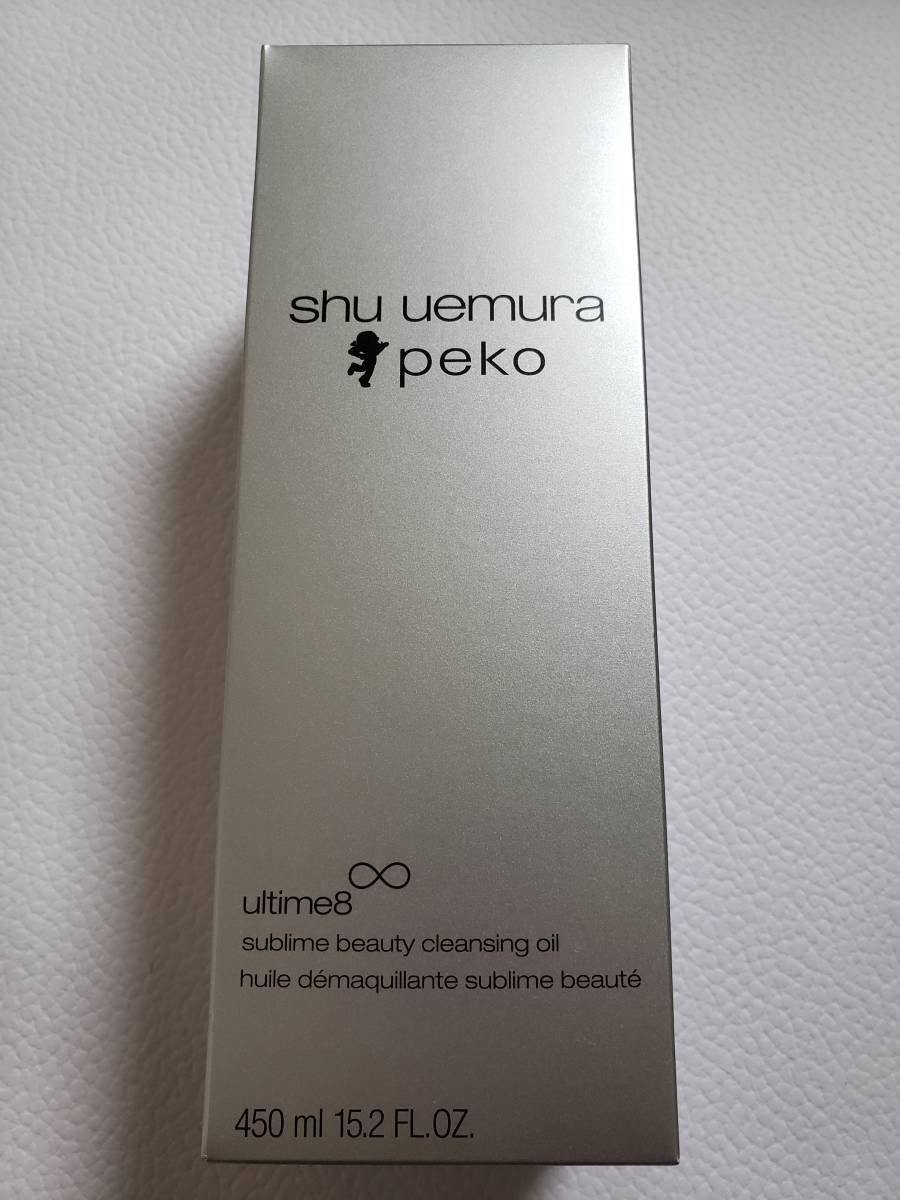 shu uemura
peko
ultime8∞
sublime beauty cleansing oil
huile démaquillante sublime beauté
450 ml 15.2 FL.OZ.